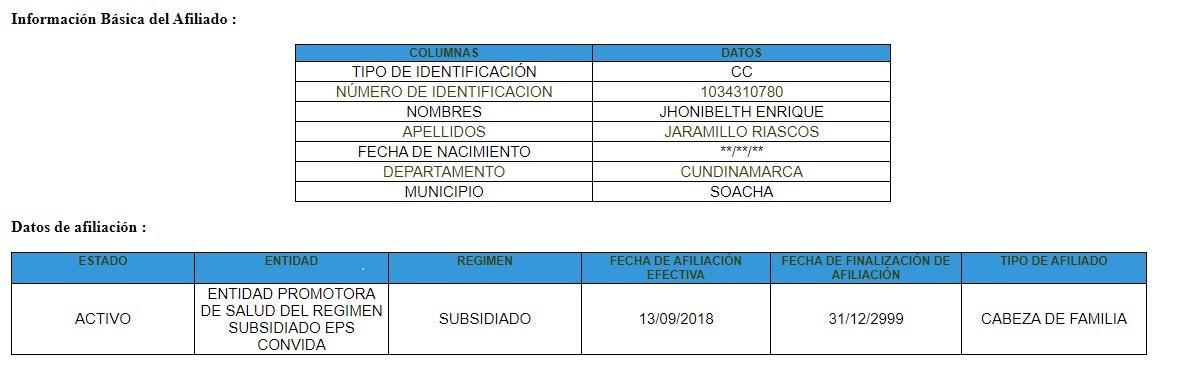 Información Básica del Afiliado :
COLUMNAS DATOS
TIPO DE IDENTIFICACIÓN CC
NÚMERO DE IDENTIFICACION 1034310780
NOMBRES JHONIBELTH ENRIQUE
APELLIDOS JARAMILLO RIASCOS
FECHA DE NACIMIENTO **/**/**
DEPARTAMENTO CUNDINAMARCA
MUNICIPIO SOACHA
Datos de afiliación :
ESTADO ENTIDAD REGIMEN FECHA DE AFILIACIÓN EFECTIVA FECHA DE FINALIZACIÓN DE AFILIACIÓN TIPO DE AFILIADO
ACTIVO ENTIDAD PROMOTORA DE SALUD DEL REGIMEN SUBSIDIADO EPS CONVIDA SUBSIDIADO 13/09/2018 31/12/2999 CABEZA DE FAMILIA